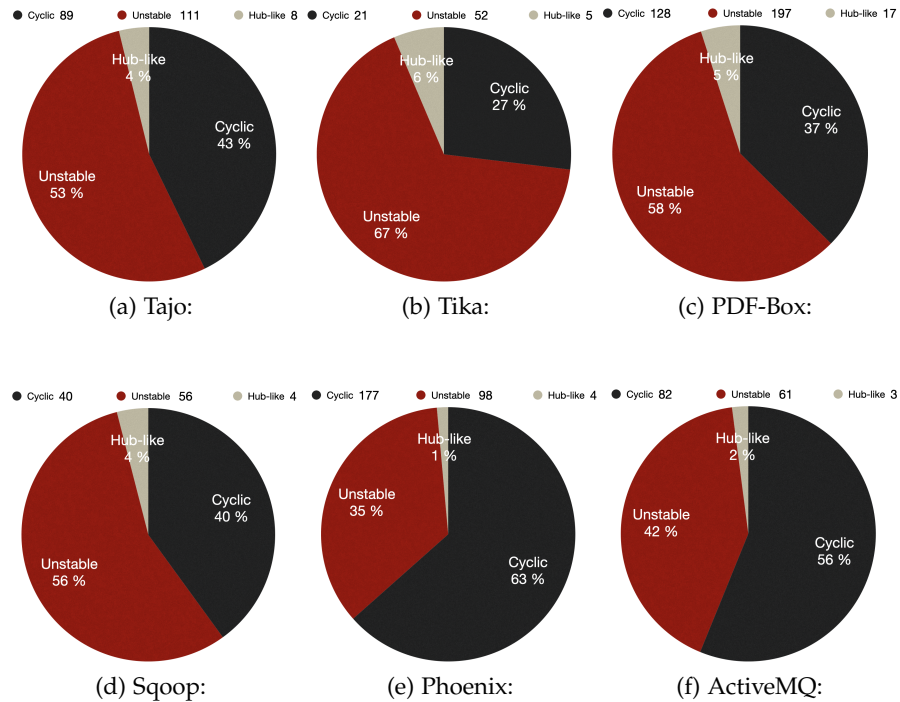 Cyclic 89 Unstable 111 Hub-like 8 Cyclic 21 Unstable 52 Hub-like 5 Cyclic 128 Unstable 197 Hub-like 17
Hub-like
4 %
Cyclic
43 %
Unstable
53 %
Hub-like
6 %
Cyclic
27 %
Unstable
67 %
Hub-like
5 %
Cyclic
37 %
Unstable
58 %
(a) Tajo:
(b) Tika:
(c) PDF-Box:
Cyclic 40 Unstable 56 Hub-like 4 Cyclic 177 Unstable 98 Hub-like 4 Cyclic 82 Unstable 61 Hub-like 3
Hub-like
4 %
Cyclic
40 %
Unstable
56 %
Hub-like
1 %
Unstable
35 %
Cyclic
63 %
Hub-like
2 %
Unstable
42 %
Cyclic
56 %
(d) Sqoop:
(e) Phoenix:
(f) ActiveMQ: